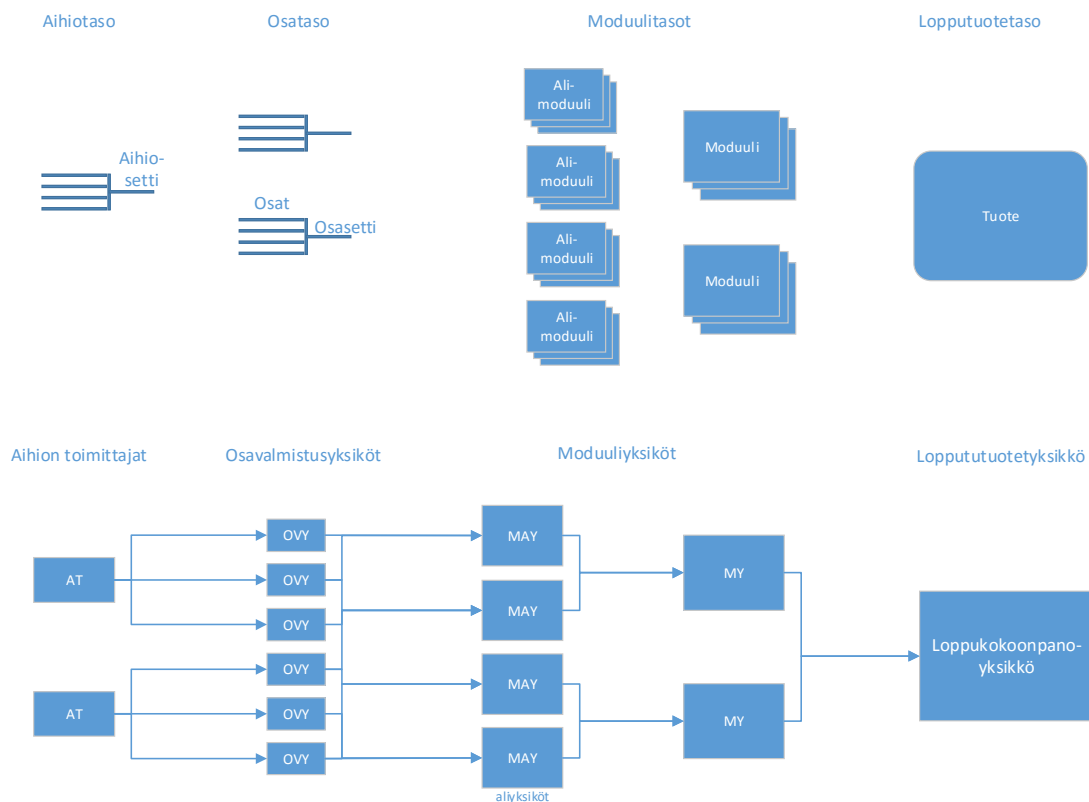 Aihiotaso
Osataso
Moduulitasot
Lopputuotetaso
Aihio-
setti
Osat
Osasetti
Ali-
moduuli
Ali-
moduuli
Ali-
moduuli
Ali-
moduuli
Moduuli
Moduuli
Tuote
Aihion toimittajat
Osavalmistusyksiköt
Moduuliyksiköt
Loppututuotetyksikkö
AT
AT
OVY
OVY
OVY
OVY
OVY
OVY
MAY
MAY
MAY
MAY
aliyksiköt
MY
MY
Loppukokoonpano-
yksikkö